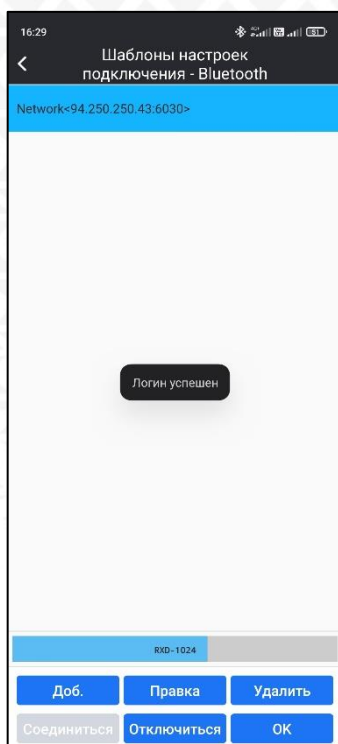 16:29
Шаблоны настроек
подключения - Bluetooth
Network<94.250.250.43:6030>
Логин успешен
RXD-1024
Доб. Правка Удалить
Соединиться Отключиться OK